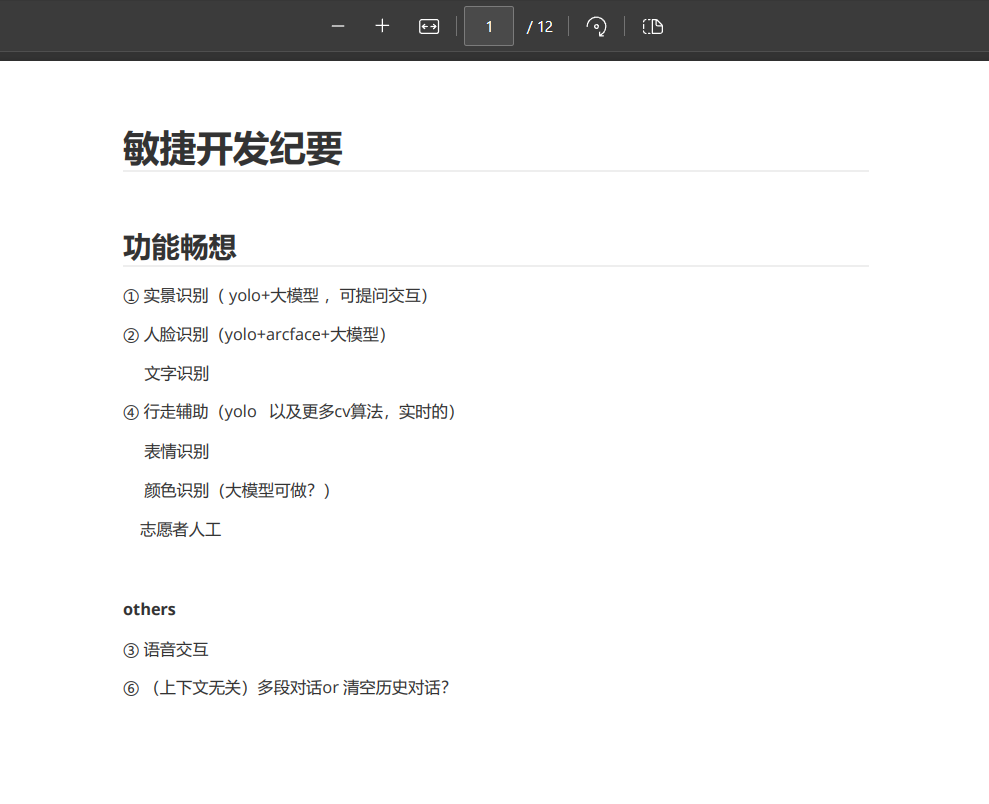 1 / 12
敏捷开发纪要
功能畅想
① 实景识别（ yolo+大模型 ，可提问交互）
② 人脸识别（yolo+arcface+大模型）
文字识别
④ 行走辅助（yolo 以及更多cv算法，实时的）
表情识别
颜色识别（大模型可做？）
志愿者人工
others
③ 语音交互
⑥ （上下文无关）多段对话or 清空历史对话？